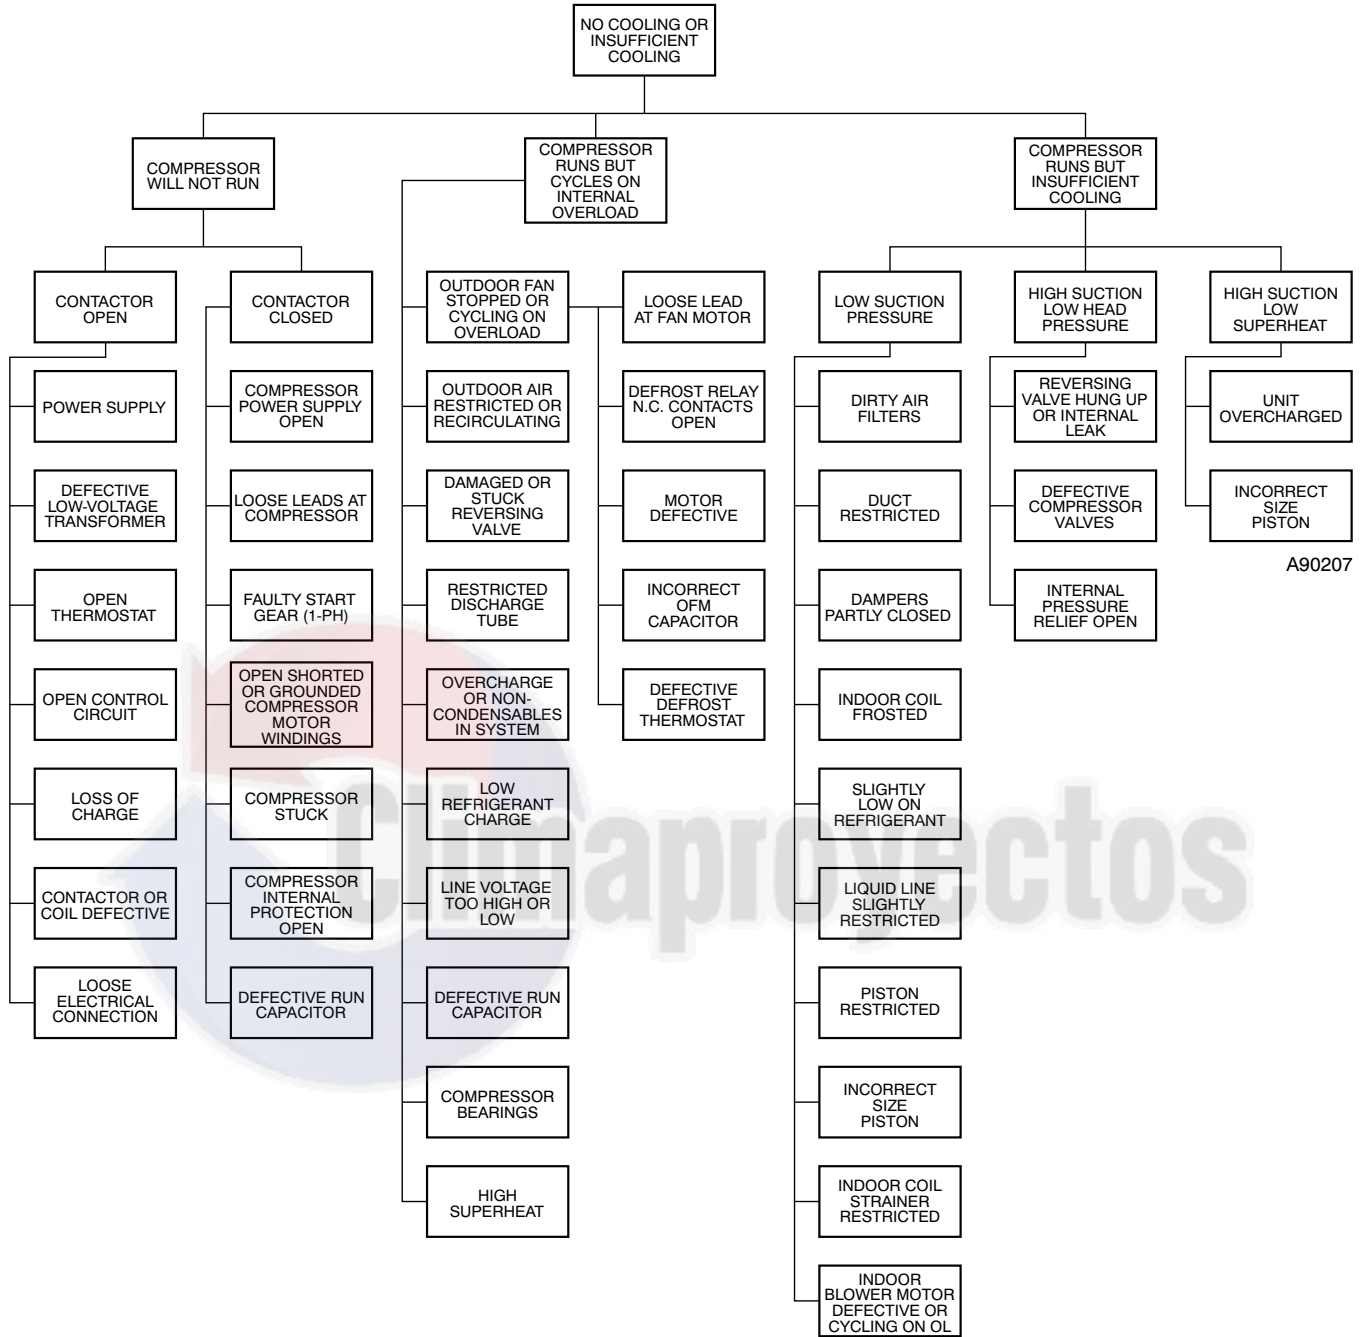 NO COOLING OR
INSUFFICIENT
COOLING
COMPRESSOR
WILL NOT RUN
COMPRESSOR
RUNS BUT
CYCLES ON
INTERNAL
OVERLOAD
COMPRESSOR
RUNS BUT
INSUFFICIENT
COOLING
CONTACTOR
OPEN
POWER SUPPLY
DEFECTIVE
LOW-VOLTAGE
TRANSFORMER
OPEN
THERMOSTAT
OPEN CONTROL
CIRCUIT
LOSS OF
CHARGE
CONTACTOR OR
COIL DEFECTIVE
LOOSE
ELECTRICAL
CONNECTION
CONTACTOR
CLOSED
COMPRESSOR
POWER SUPPLY
OPEN
LOOSE LEADS AT
COMPRESSOR
FAULTY START
GEAR (1-PH)
OPEN SHORTED
OR GROUNDED
COMPRESSOR
MOTOR
WINDINGS
COMPRESSOR
STUCK
COMPRESSOR
INTERNAL
PROTECTION
OPEN
DEFECTIVE RUN
CAPACITOR
OUTDOOR FAN
STOPPED OR
CYCLING ON
OVERLOAD
OUTDOOR AIR
RESTRICTED OR
RECIRCULATING
DAMAGED OR
STUCK
REVERSING
VALVE
RESTRICTED
DISCHARGE
TUBE
OVERCHARGE
OR NON-
CONDENSABLES
IN SYSTEM
LOW
REFRIGERANT
CHARGE
LINE VOLTAGE
TOO HIGH OR
LOW
DEFECTIVE RUN
CAPACITOR
COMPRESSOR
BEARINGS
HIGH
SUPERHEAT
LOOSE LEAD
AT FAN MOTOR
DEFROST RELAY
N.C. CONTACTS
OPEN
MOTOR
DEFECTIVE
INCORRECT
OFM
CAPACITOR
DEFECTIVE
DEFROST
THERMOSTAT
LOW SUCTION
PRESSURE
DIRTY AIR
FILTERS
DUCT
RESTRICTED
DAMPERS
PARTLY CLOSED
INDOOR COIL
FROSTED
SLIGHTLY
LOW ON
REFRIGERANT
LIQUID LINE
SLIGHTLY
RESTRICTED
PISTON
RESTRICTED
INCORRECT
SIZE
PISTON
INDOOR COIL
STRAINER
RESTRICTED
INDOOR
BLOWER MOTOR
DEFECTIVE OR
CYCLING ON OL
HIGH SUCTION
LOW HEAD
PRESSURE
REVERSING
VALVE HUNG UP
OR INTERNAL
LEAK
DEFECTIVE
COMPRESSOR
VALVES
INTERNAL
PRESSURE
RELIEF OPEN
HIGH SUCTION
LOW
SUPERHEAT
UNIT
OVERCHARGED
INCORRECT
SIZE
PISTON
A90207
Climaproyectos